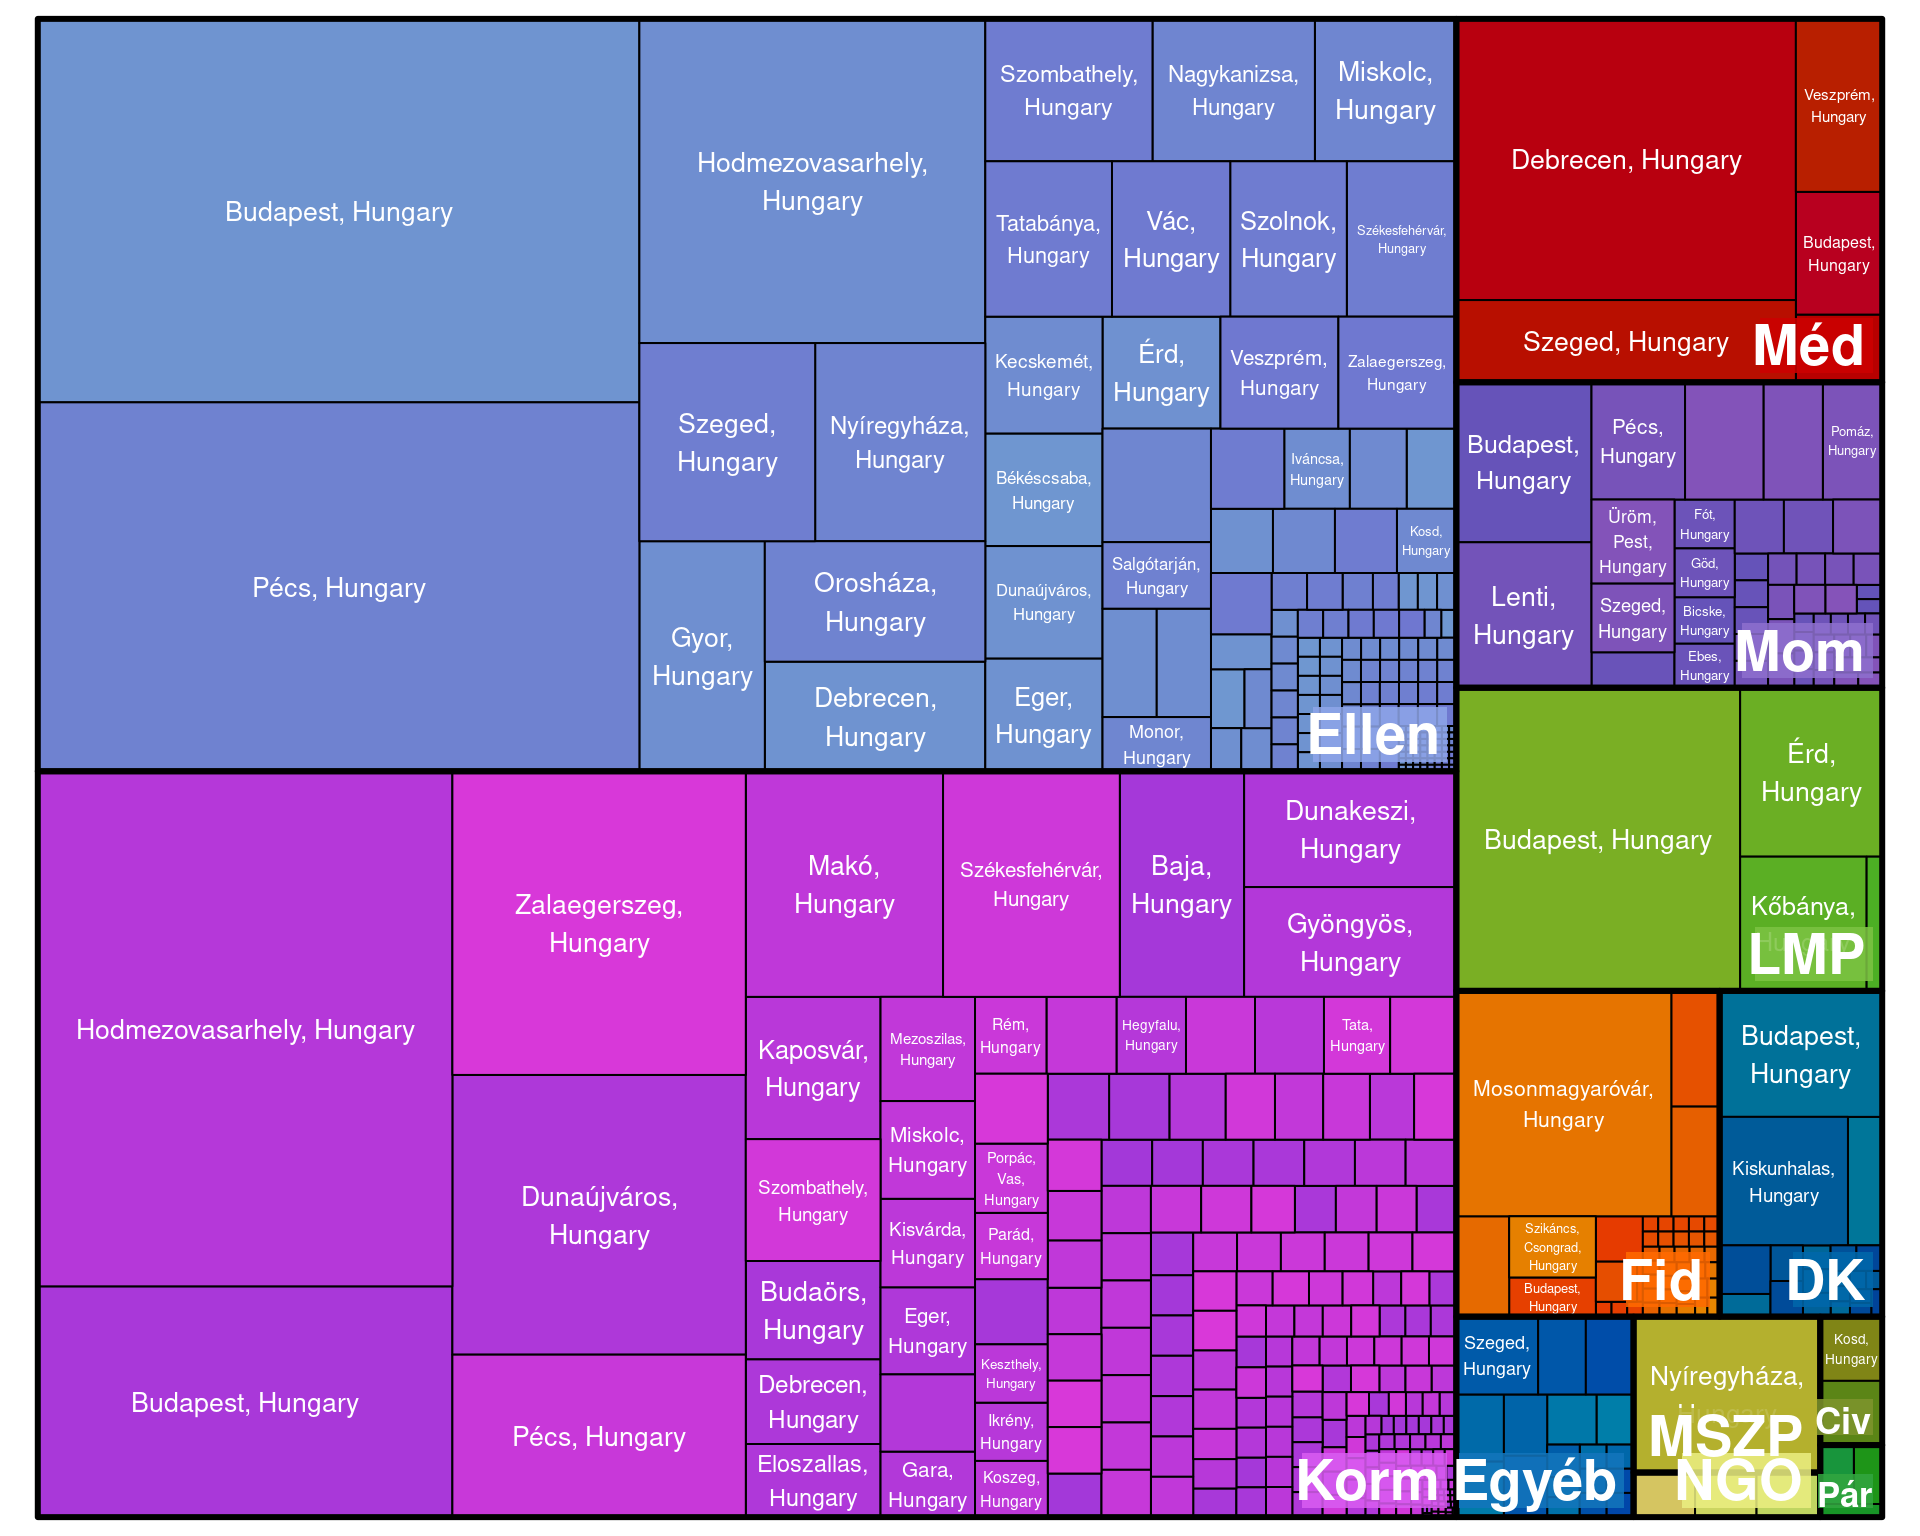 Budapest, Hungary
Pécs, Hungary
Hodmezovasarhely,
Hungary
Szeged,
Hungary
Nyíregyháza,
Hungary
Gyor,
Hungary
Orosháza,
Hungary
Debrecen,
Hungary
Szombathely,
Hungary
Nagykanizsa,
Hungary
Miskolc,
Hungary
Tatabánya,
Hungary
Vác,
Hungary
Szolnok,
Hungary
Székesfehérvár,
Hungary
Kecskemét,
Hungary
Érd,
Hungary
Veszprém,
Hungary
Zalaegerszeg,
Hungary
Békéscsaba,
Hungary
Dunaújváros,
Hungary
Eger,
Hungary
Iváncsa,
Hungary
Kosd,
Hungary
Salgótarján,
Hungary
Monor,
Hungary
Ellen
Hodmezovasarhely, Hungary
Budapest, Hungary
Zalaegerszeg,
Hungary
Dunaújváros,
Hungary
Pécs, Hungary
Makó,
Hungary
Székesfehérvár,
Hungary
Baja,
Hungary
Dunakeszi,
Hungary
Gyöngyös,
Hungary
Kaposvár,
Hungary
Szombathely,
Hungary
Budaörs,
Hungary
Debrecen,
Hungary
Eloszallas,
Hungary
Mezoszilas,
Hungary
Miskolc,
Hungary
Kisvárda,
Hungary
Eger,
Hungary
Gara,
Hungary
Rém,
Hungary
Hegyfalu,
Hungary
Tata,
Hungary
Porpác,
Vas,
Hungary
Parád,
Hungary
Keszthely,
Hungary
Ikrény,
Hungary
Koszeg,
Hungary
Korm
Debrecen, Hungary
Szeged, Hungary
Veszprém,
Hungary
Budapest,
Hungary
Méd
Budapest,
Hungary
Lenti,
Hungary
Pécs,
Hungary
Pomáz,
Hungary
Üröm,
Pest,
Hungary
Szeged,
Hungary
Fót,
Hungary
Göd,
Hungary
Bicske,
Hungary
Ebes,
Hungary
Mom
Budapest, Hungary
Érd,
Hungary
Kőbánya,
Hungary
LMP
Mosonmagyaróvár,
Hungary
Szikáncs,
Csongrad,
Hungary
Budapest,
Hungary
Fid
Budapest,
Hungary
Kiskunhalas,
Hungary
DK
Szeged,
Hungary
Egyéb
Nyíregyháza,
Hungary
MSZP
NGO
Kosd,
Hungary
Civ
Pár